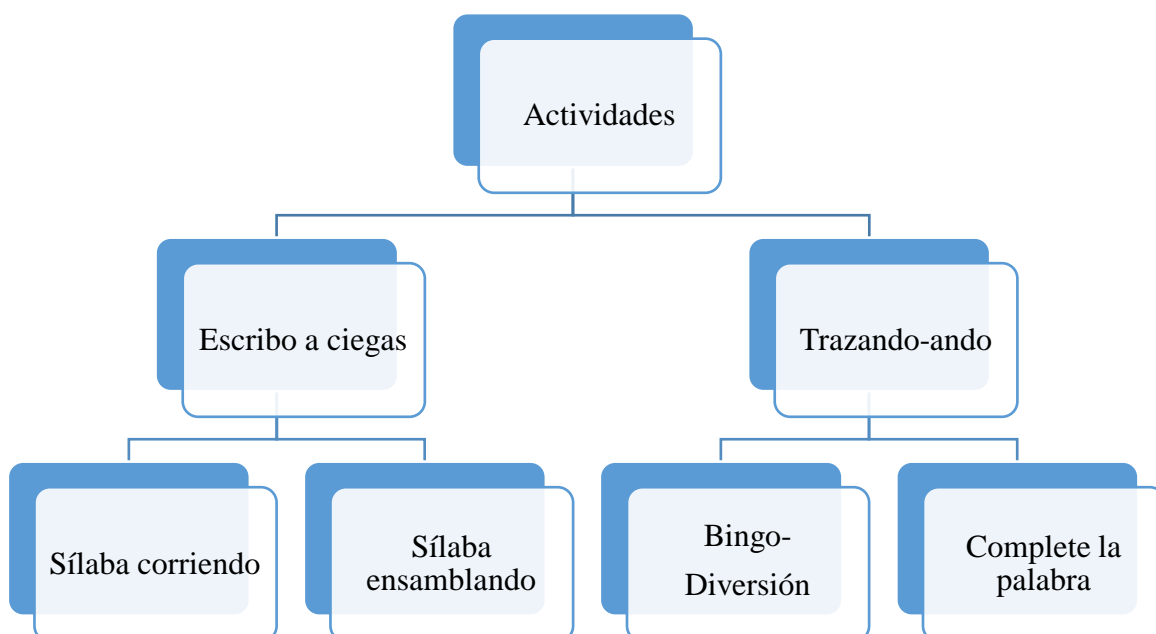 Actividades
Escribo a ciegas
Trazando-ando
Sílaba corriendo
Sílaba
ensamblando
Bingo-
Diversión
Complete la
palabra